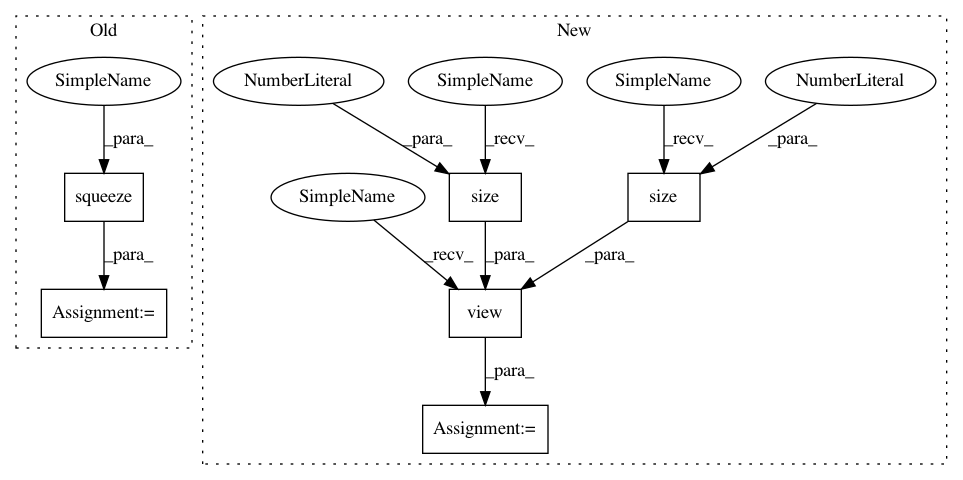 Old
New
SimpleName
NumberLiteral
SimpleName
SimpleName
NumberLiteral
_para_
_para_
_recv_
_recv_
_para_
squeeze
SimpleName
size
size
_para_
_recv_
_para_
_para_
Assignment:=
view
_para_
Assignment:=